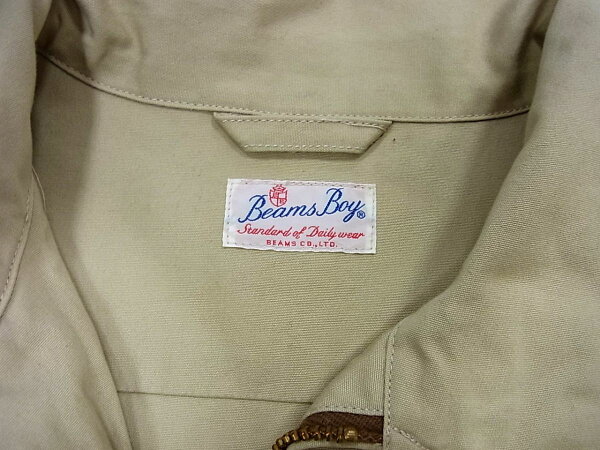 Beams Boy®
Standard of Daily wear
BEAMS CO., LTD.